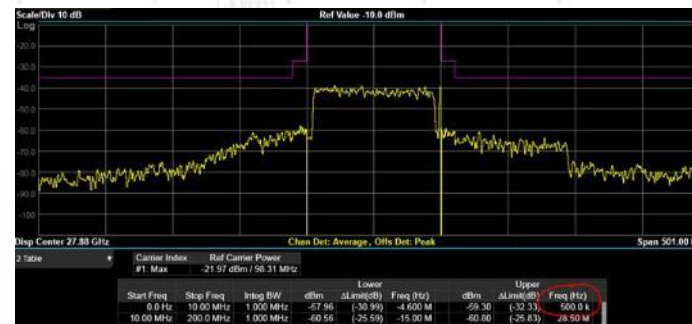 Scale/Div 10 dB Ref Value -10.0 dBm
Log
-20.0
-30.0
-40.0
-50.0
-60.0
-70.0
-80.0
-90.0
-100
Disp Center 27.88 GHz Chan Det: Average, Offs Det: Peak Span 501.00
2 Table Carrier Index Ref Carrier Power
#1: Max -21.97 dBm / 98.31 MHz
Lower Upper
Start Freq Stop Freq Integ BW dBm ΔLimit(dB) Freq (Hz) dBm ΔLimit(dB) Freq (Hz)
0.0 Hz 10.00 MHz 1.000 MHz -57.96 (-30.99) -4.600 M -59.30 (-32.33) 500.0 k
10.00 MHz 200.0 MHz 1.000 MHz -60.56 (-25.59) -15.00 M -60.80 (-25.83) 28.50 M